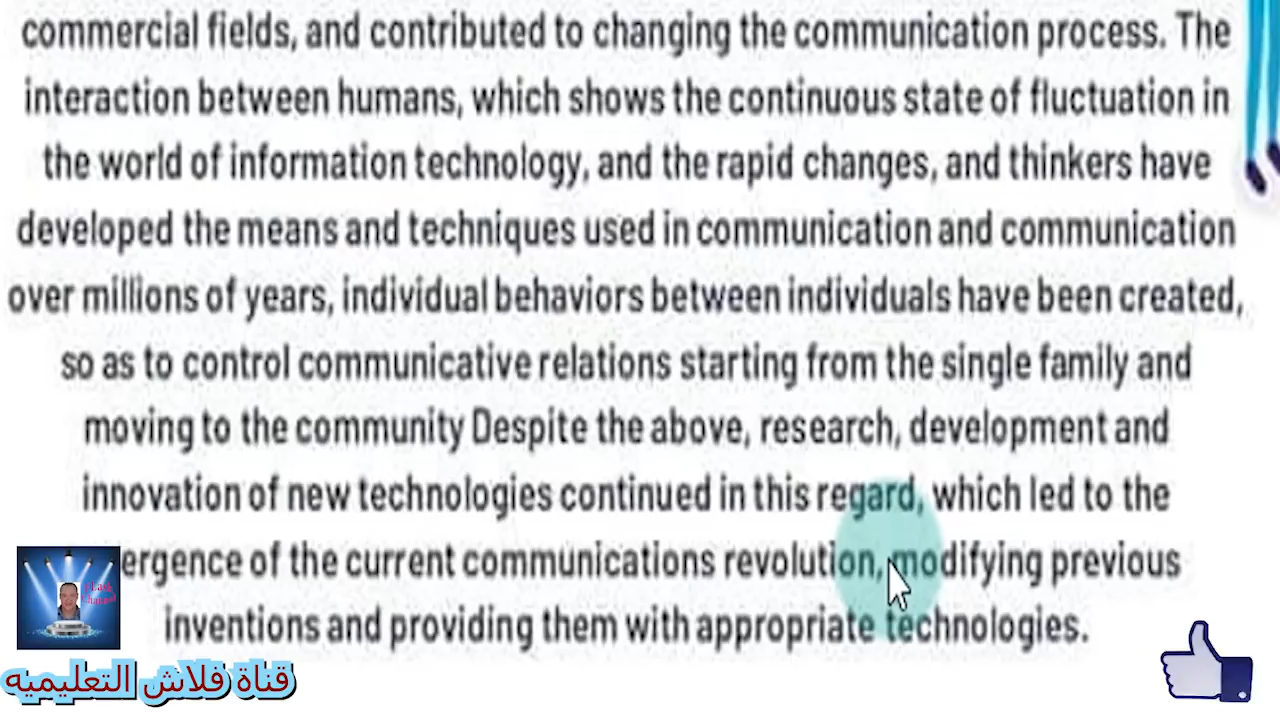 commercial fields, and contributed to changing the communication process. The
interaction between humans, which shows the continuous state of fluctuation in
the world of information technology, and the rapid changes, and thinkers have
developed the means and techniques used in communication and communication
over millions of years, individual behaviors between individuals have been created,
so as to control communicative relations starting from the single family and
moving to the community Despite the above, research, development and
innovation of new technologies continued in this regard, which led to the
ergence of the current communications revolution, modifying previous
inventions and providing them with appropriate technologies.
Flash Channel
قناة فلاش التعليميه